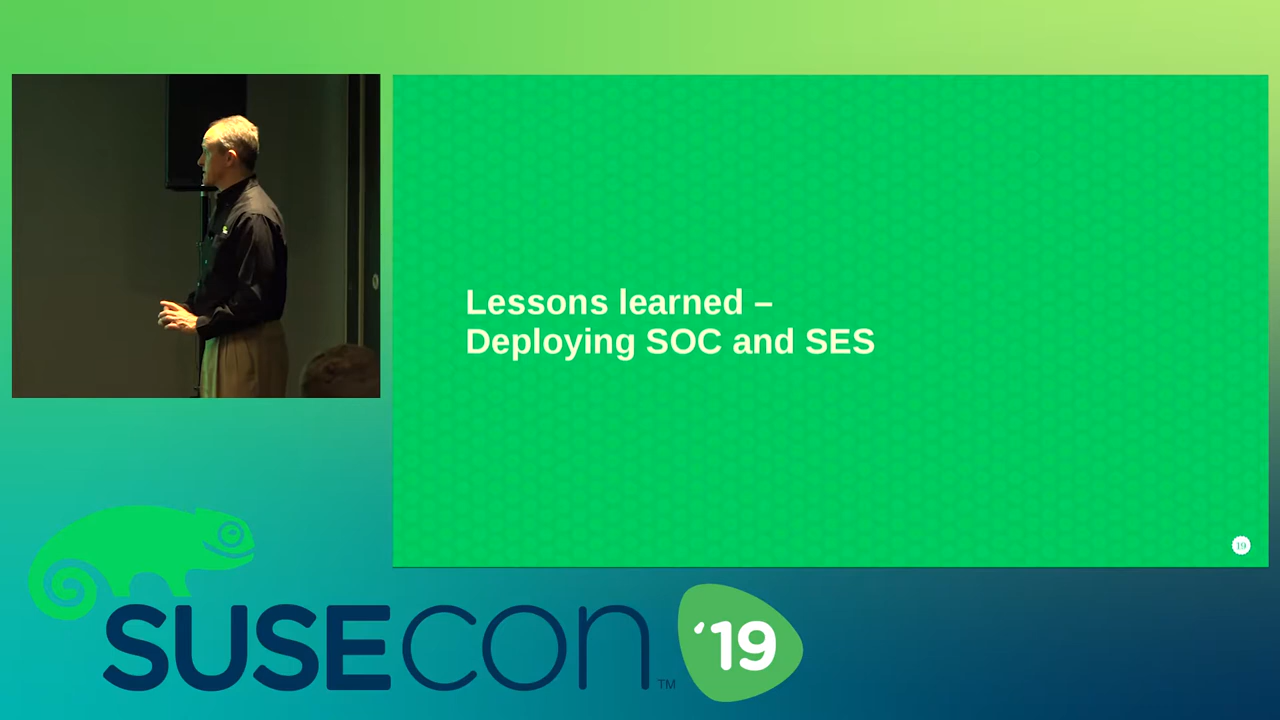 Lessons learned –
Deploying SOC and SES
19
SUSECON ™ ‘19